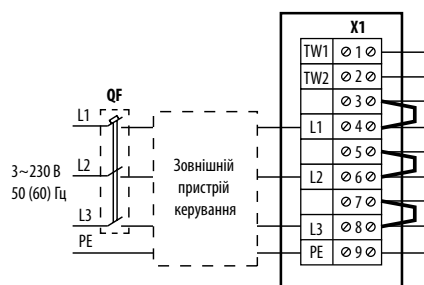 X1
TW1 1
TW2 2
QF
3
L1
L1 4
5
3~230 В
50 (60) Гц
L2
Зовнішній
пристрій
керування
L2 6
7
L3
L3 8
PE
PE 9